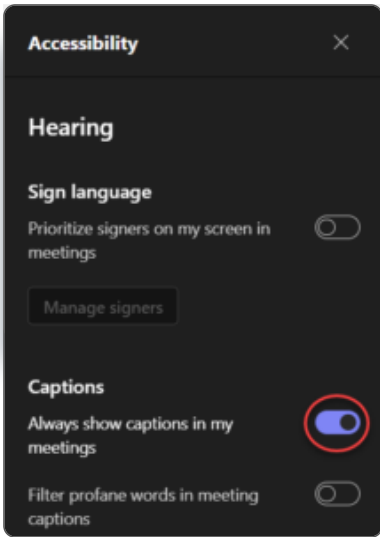 Accessibility
Hearing
Sign language
Prioritize signers on my screen in
meetings
Manage signers
Captions
Always show captions in my
meetings
Filter profane words in meeting
captions